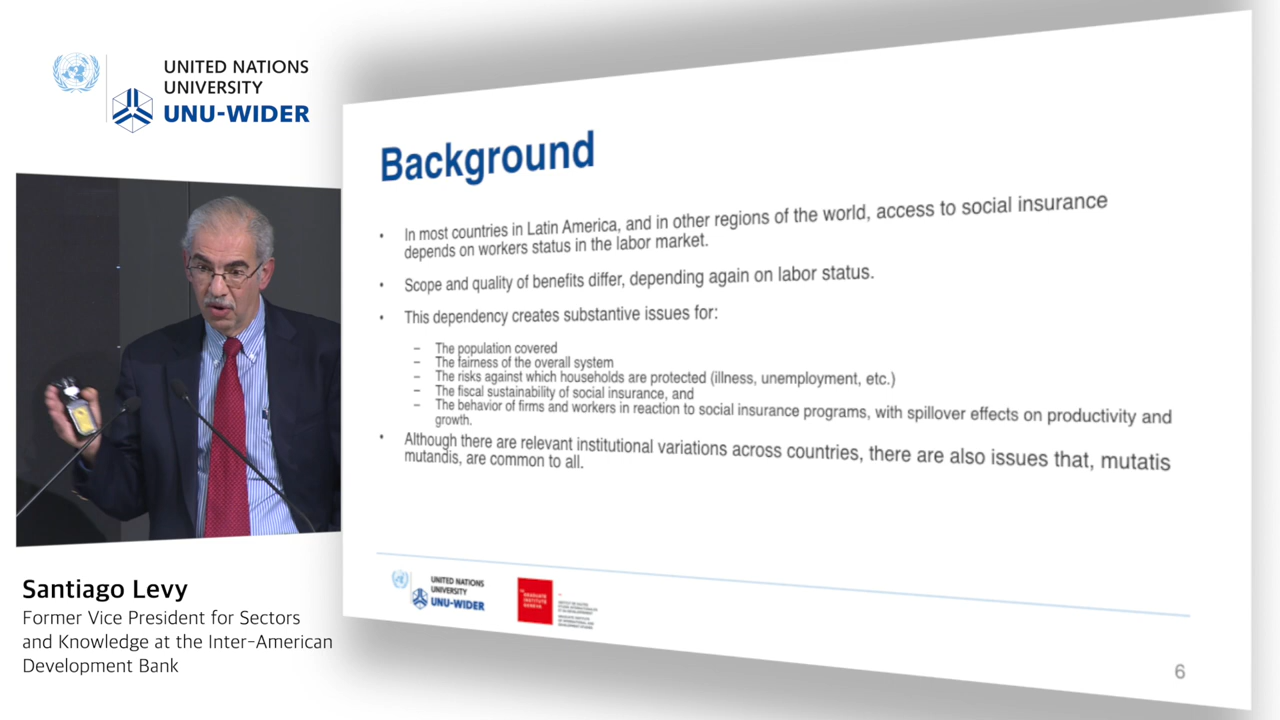 UNITED NATIONS
UNIVERSITY
UNU-WIDER
Santiago Levy
Former Vice President for Sectors
and Knowledge at the Inter-American
Development Bank
Background
• In most countries in Latin America, and in other regions of the world, access to social insurance
depends on workers status in the labor market.
• Scope and quality of benefits differ, depending again on labor status.
• This dependency creates substantive issues for:
– The population covered
– The fairness of the overall system
– The risks against which households are protected (illness, unemployment, etc.)
– The fiscal sustainability of social insurance, and
– The behavior of firms and workers in reaction to social insurance programs, with spillover effects on productivity and
growth.
• Although there are relevant institutional variations across countries, there are also issues that, mutatis
mutandis, are common to all.
UNITED NATIONS
UNIVERSITY
UNU-WIDER
GRADUATE
INSTITUTE
GENEVA
6